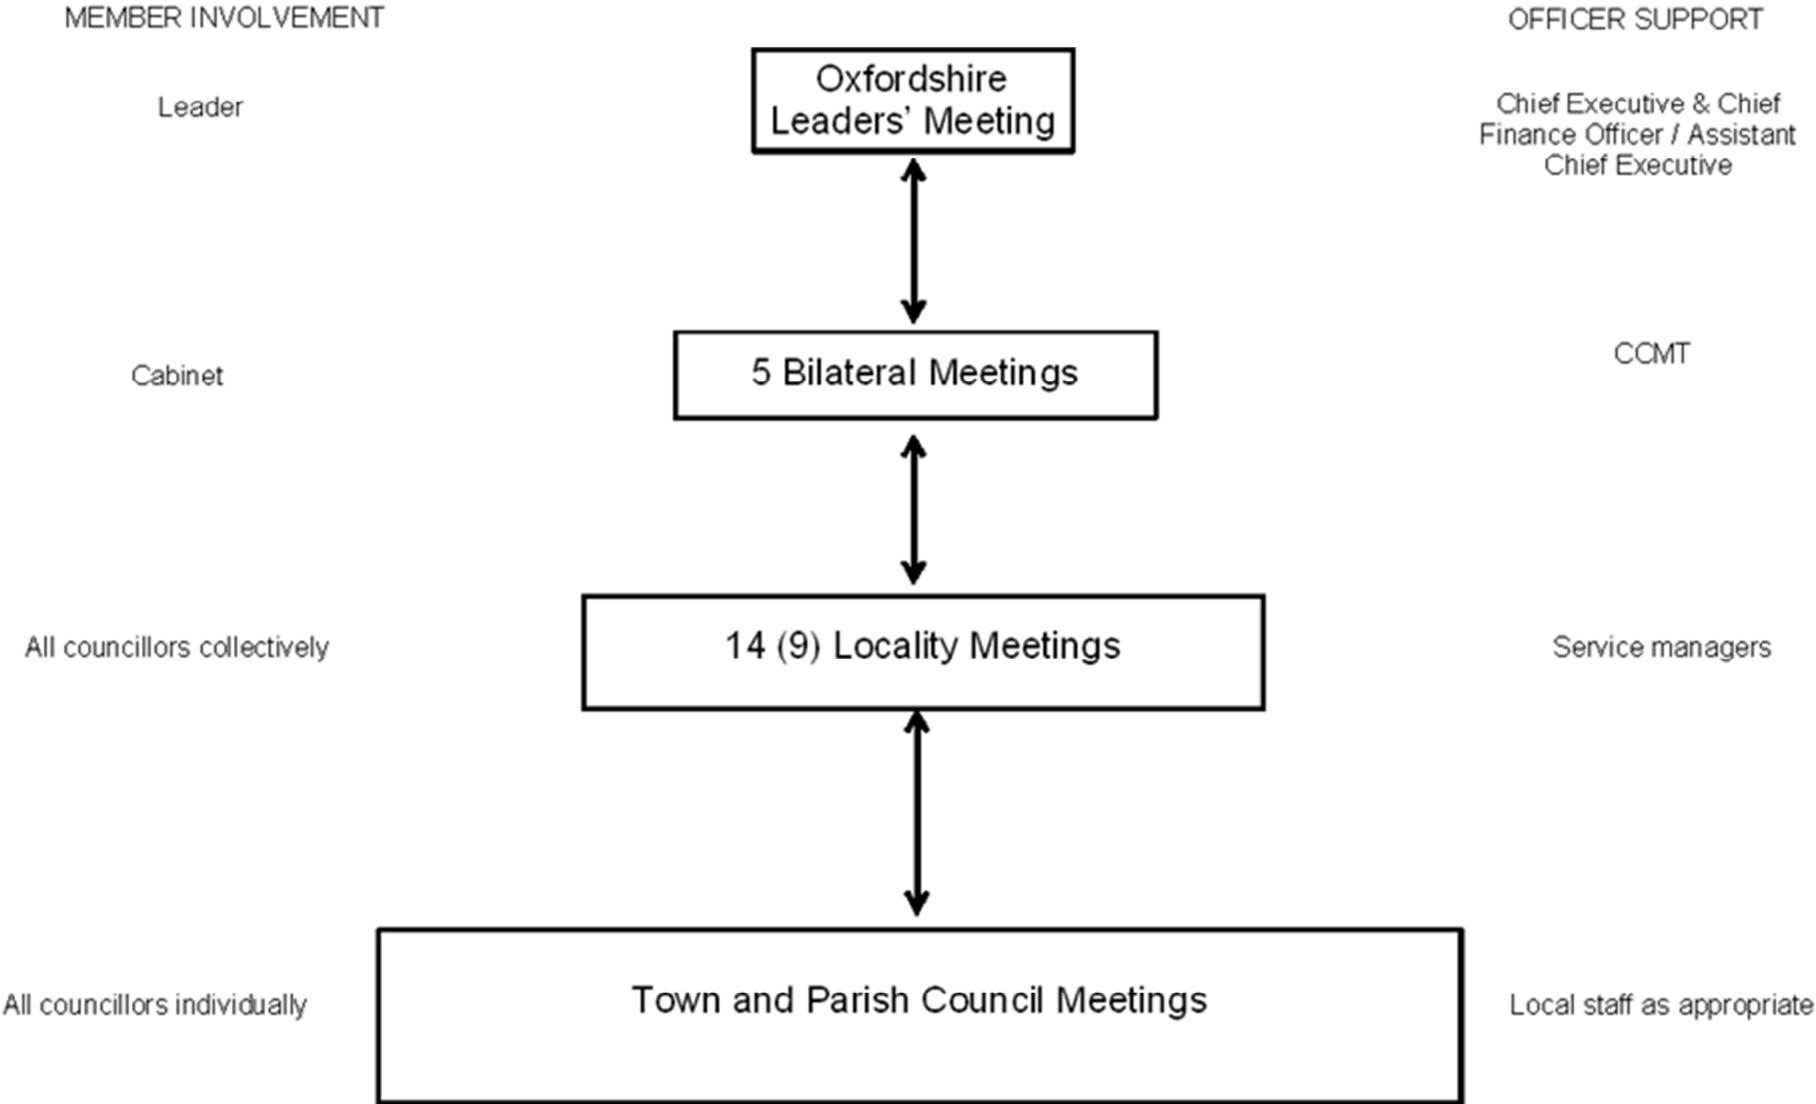 MEMBER INVOLVEMENT
OFFICER SUPPORT
Leader
Oxfordshire
Leaders' Meeting
Chief Executive & Chief
Finance Officer / Assistant
Chief Executive
Cabinet
5 Bilateral Meetings
CCMT
All councillors collectively
14 (9) Locality Meetings
Service managers
All councillors individually
Town and Parish Council Meetings
Local staff as appropriate